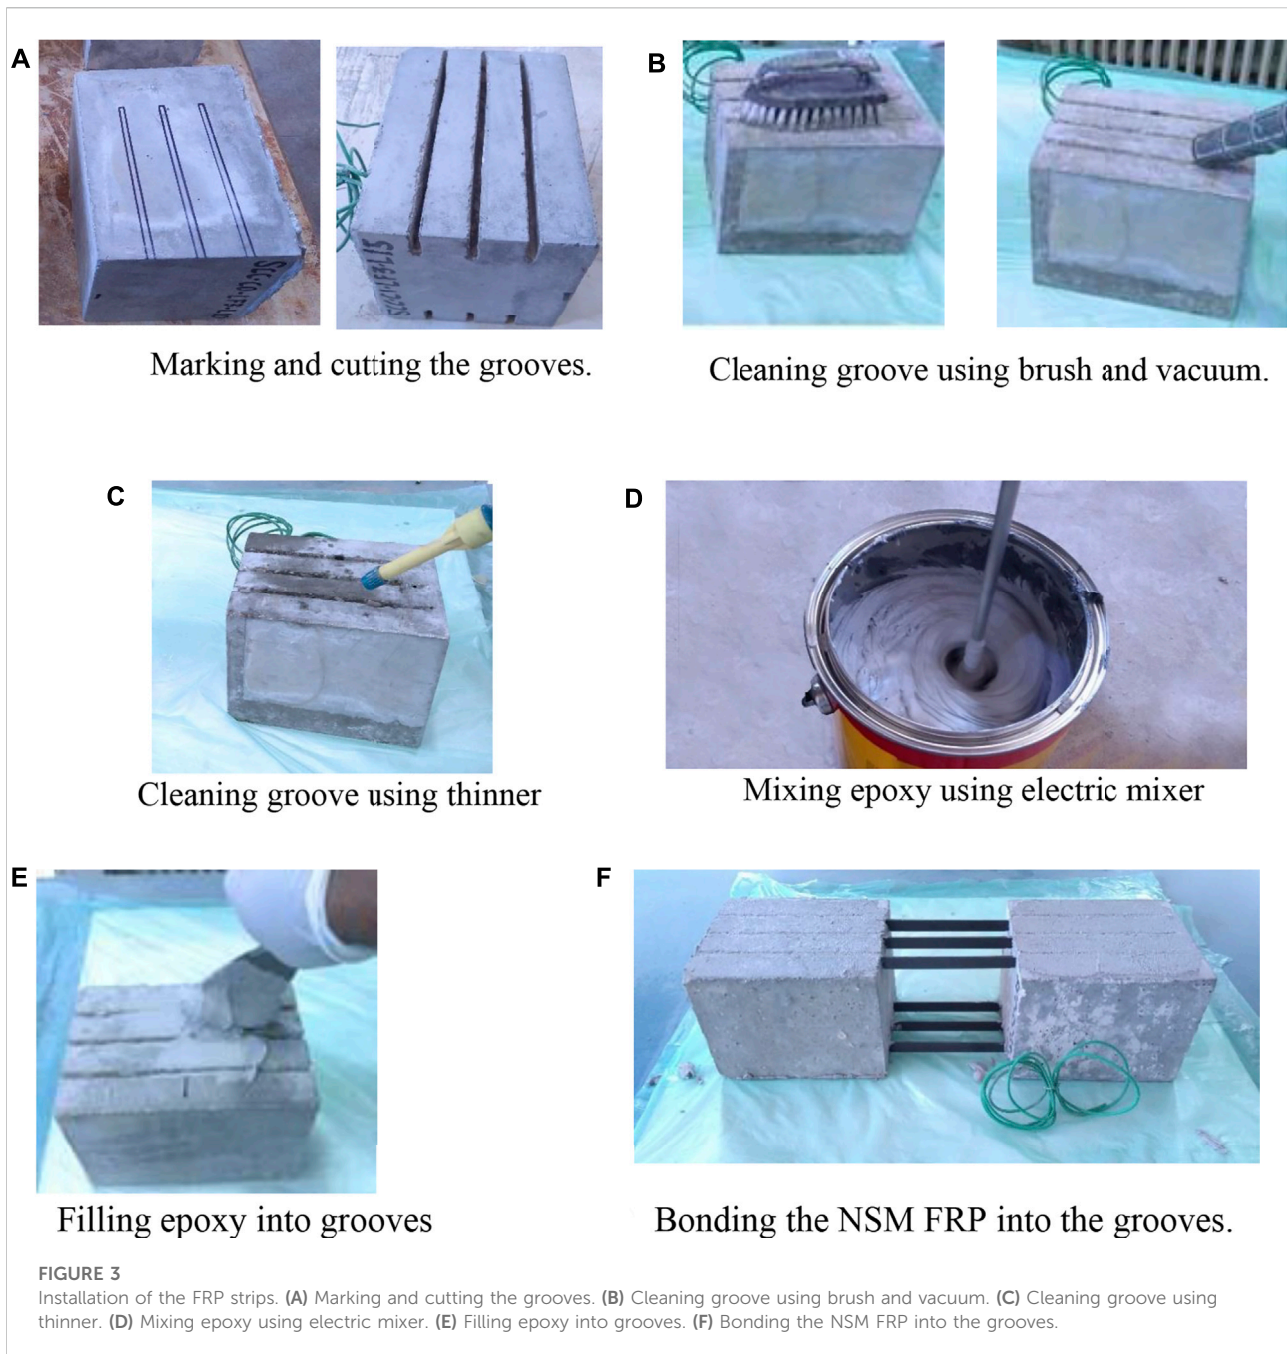 A
B
Marking and cutting the grooves.
Cleaning groove using brush and vacuum.
C
D
Cleaning groove using thinner
Mixing epoxy using electric mixer
E
F
Filling epoxy into grooves
Bonding the NSM FRP into the grooves.
FIGURE 3
Installation of the FRP strips. (A) Marking and cutting the grooves. (B) Cleaning groove using brush and vacuum. (C) Cleaning groove using
thinner. (D) Mixing epoxy using electric mixer. (E) Filling epoxy into grooves. (F) Bonding the NSM FRP into the grooves.